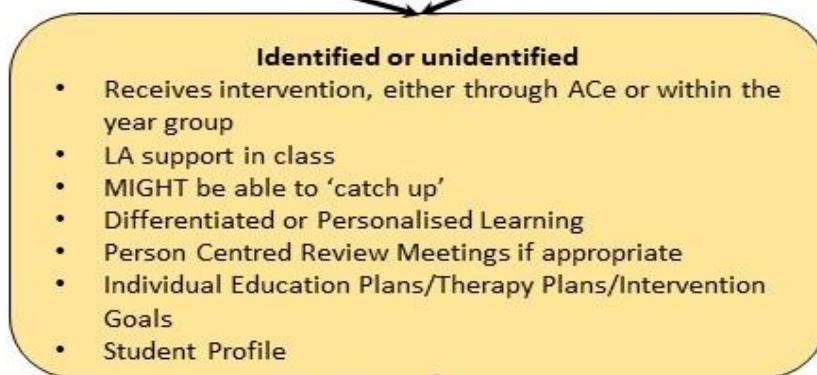 Identified or unidentified
• Receives intervention, either through ACe or within the
year group
• LA support in class
• MIGHT be able to ‘catch up’
• Differentiated or Personalised Learning
• Person Centred Review Meetings if appropriate
• Individual Education Plans/Therapy Plans/Intervention
Goals
• Student Profile